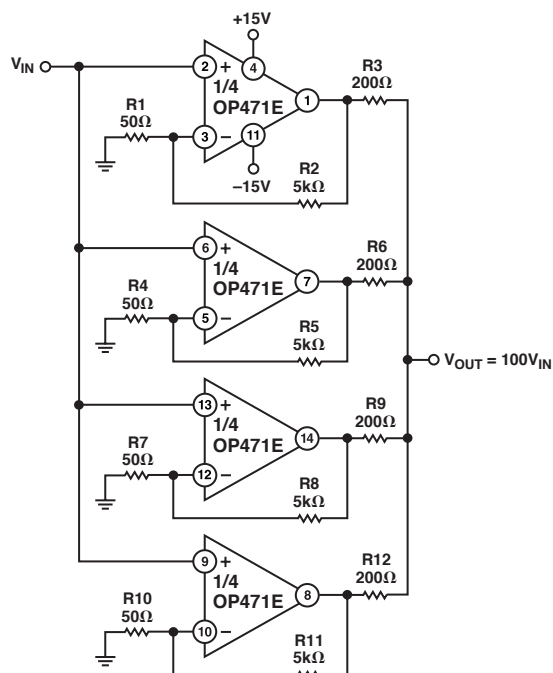 +15V
V_IN
2
+
4
1/4
OP471E
1
R3
200Ω
R1
50Ω
3
–
11
–15V
R2
5kΩ
6
+
1/4
OP471E
7
R6
200Ω
R4
50Ω
5
–
R5
5kΩ
V_OUT = 100V_IN
13
+
1/4
OP471E
14
R9
200Ω
R7
50Ω
12
–
R8
5kΩ
9
+
1/4
OP471E
8
R12
200Ω
R10
50Ω
10
–
R11
5kΩ